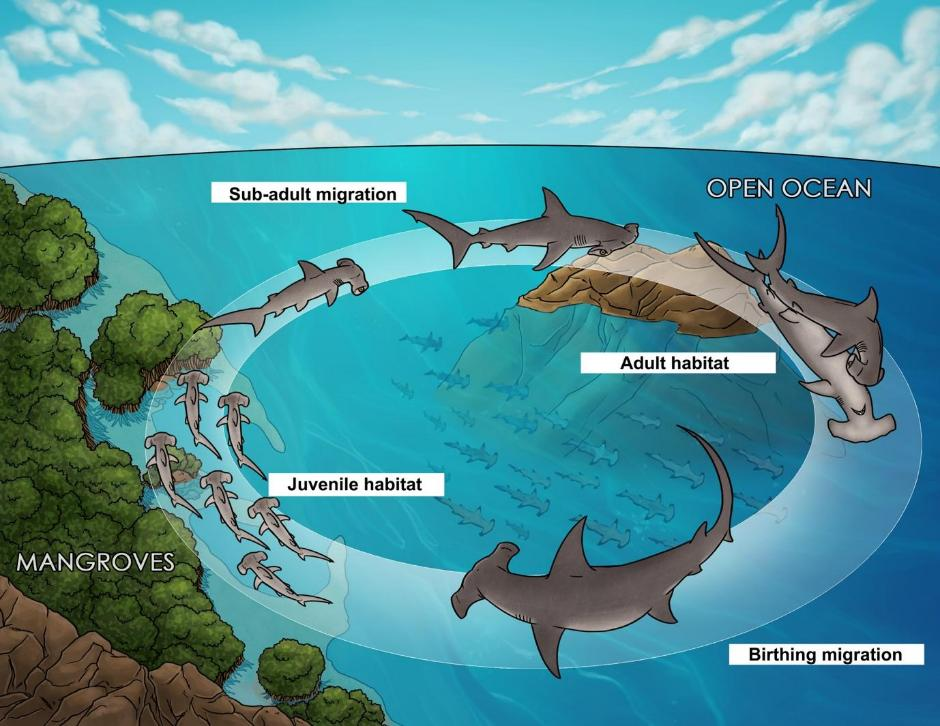 Sub-adult migration
OPEN OCEAN
Adult habitat
Juvenile habitat
MANGROVES
Birthing migration